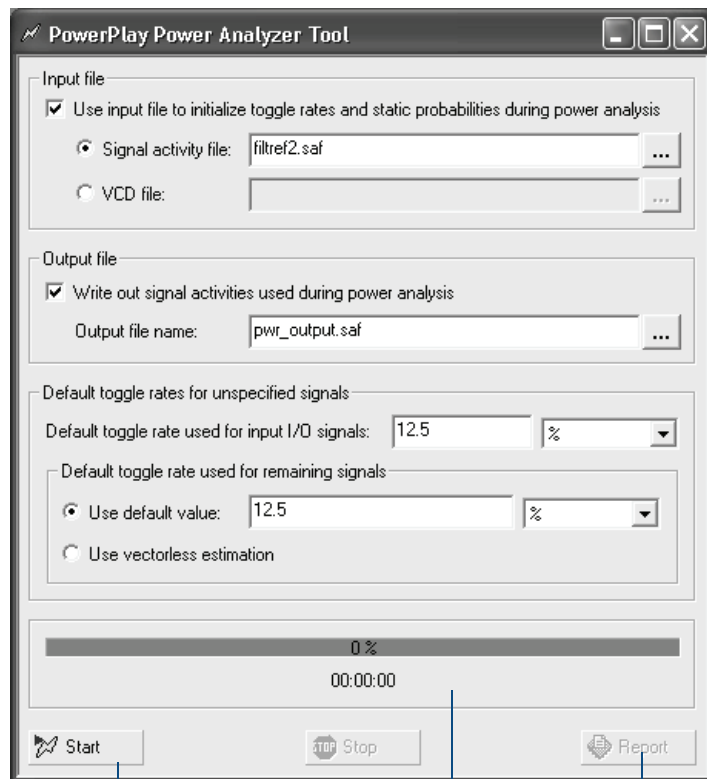 PowerPlay Power Analyzer Tool
Input file
Use input file to initialize toggle rates and static probabilities during power analysis
Signal activity file: filtref2.saf ...
VCD file: ...
Output file
Write out signal activities used during power analysis
Output file name: pwr_output.saf ...
Default toggle rates for unspecified signals
Default toggle rate used for input I/O signals: 12.5 %
Default toggle rate used for remaining signals
Use default value: 12.5 %
Use vectorless estimation
0 %
00:00:00
Start STOP Stop Report